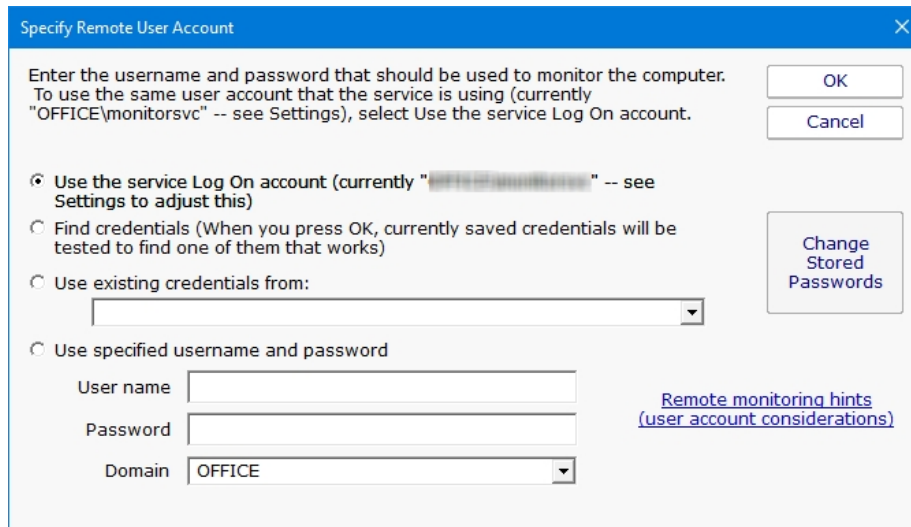 Specify Remote User Account
Enter the username and password that should be used to monitor the computer.
To use the same user account that the service is using (currently
"OFFICE\monitorsvc" -- see Settings), select Use the service Log On account.
OK
Cancel
Use the service Log On account (currently " " -- see
Settings to adjust this)
Find credentials (When you press OK, currently saved credentials will be
tested to find one of them that works)
Change
Stored
Passwords
Use existing credentials from:
Use specified username and password
User name
Password
Domain
OFFICE
Remote monitoring hints
(user account considerations)